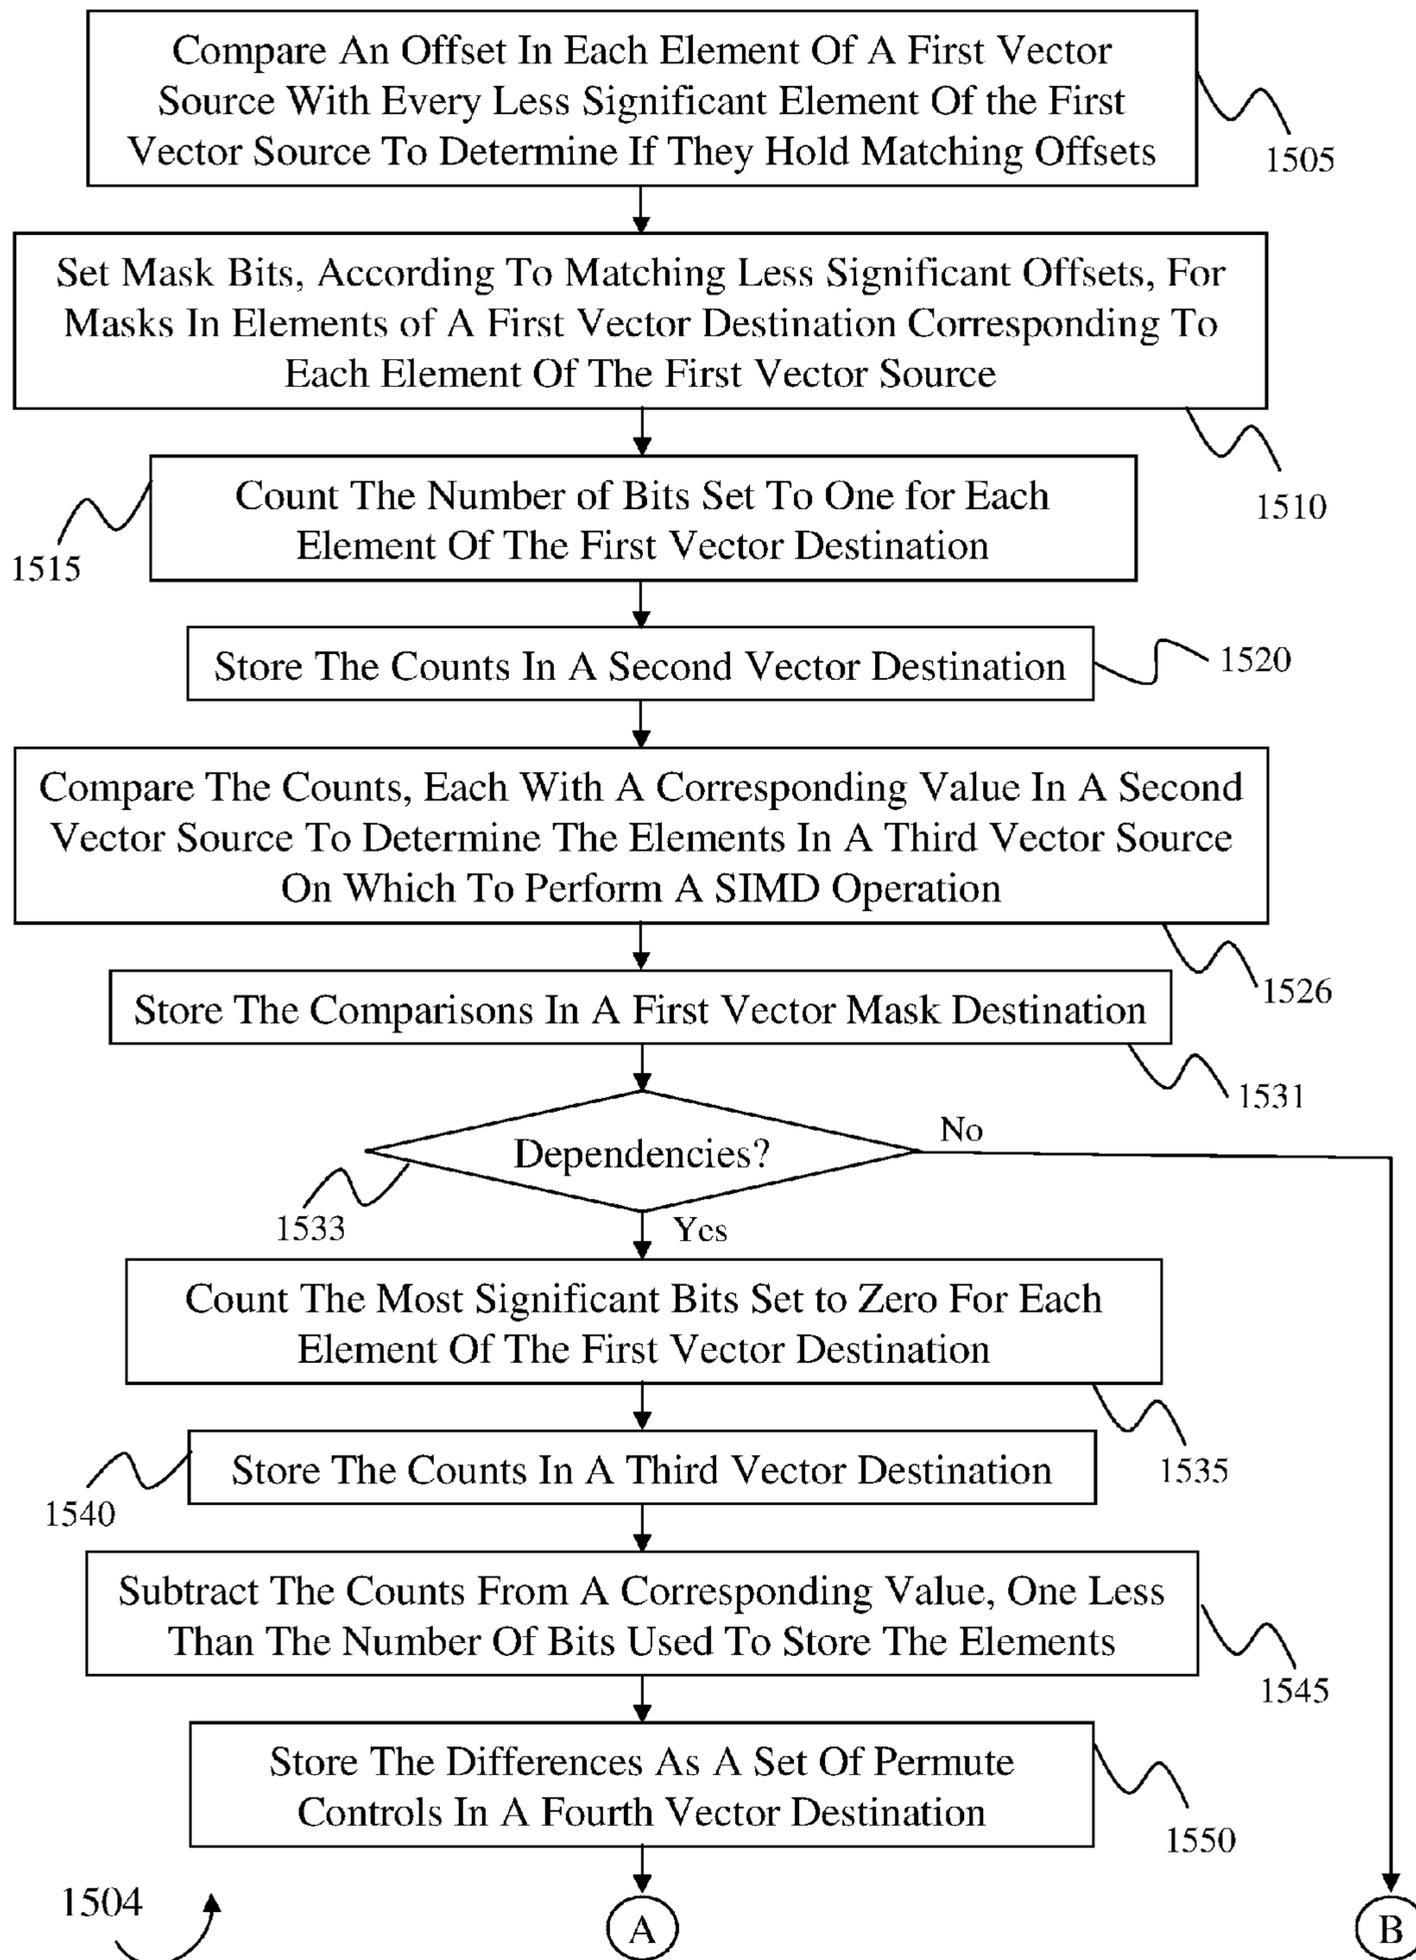 Compare An Offset In Each Element Of A First Vector
Source With Every Less Significant Element Of the First
Vector Source To Determine If They Hold Matching Offsets
1505
Set Mask Bits, According To Matching Less Significant Offsets, For
Masks In Elements of A First Vector Destination Corresponding To
Each Element Of The First Vector Source
1510
Count The Number of Bits Set To One for Each
Element Of The First Vector Destination
1515
Store The Counts In A Second Vector Destination
1520
Compare The Counts, Each With A Corresponding Value In A Second
Vector Source To Determine The Elements In A Third Vector Source
On Which To Perform A SIMD Operation
1526
Store The Comparisons In A First Vector Mask Destination
1531
Dependencies?
No
1533
Yes
Count The Most Significant Bits Set to Zero For Each
Element Of The First Vector Destination
1535
Store The Counts In A Third Vector Destination
1540
Subtract The Counts From A Corresponding Value, One Less
Than The Number Of Bits Used To Store The Elements
1545
Store The Differences As A Set Of Permute
Controls In A Fourth Vector Destination
1550
1504
A
B